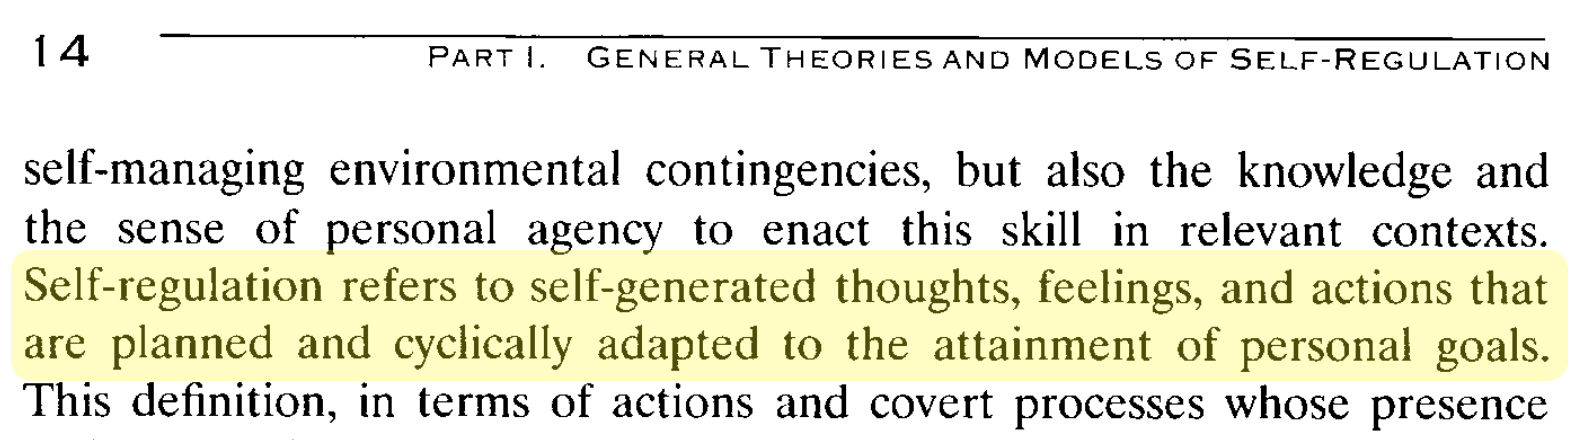 14
PART I. GENERAL THEORIES AND MODELS OF SELF-REGULATION
self-managing environmental contingencies, but also the knowledge and
the sense of personal agency to enact this skill in relevant contexts.
Self-regulation refers to self-generated thoughts, feelings, and actions that
are planned and cyclically adapted to the attainment of personal goals.
This definition, in terms of actions and covert processes whose presence